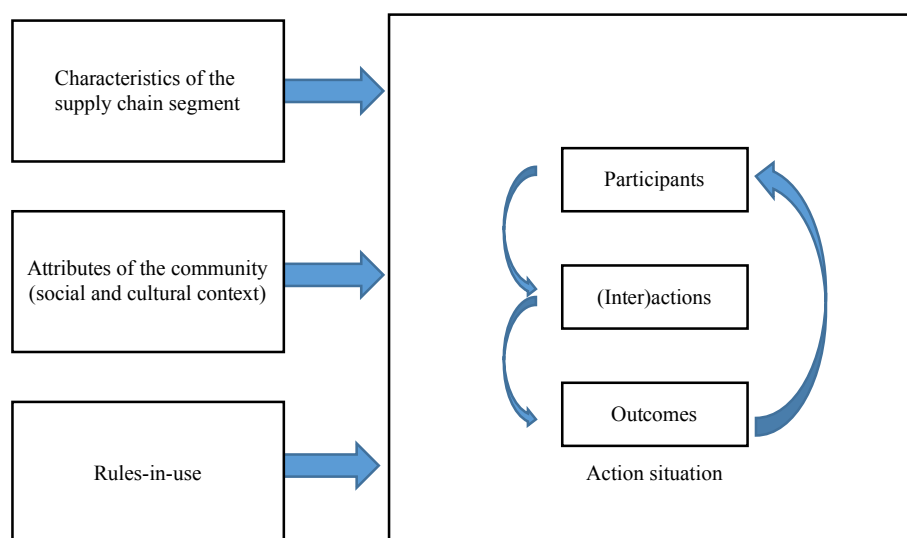 Characteristics of the
supply chain segment
Attributes of the community
(social and cultural context)
Rules-in-use
Participants
(Inter)actions
Outcomes
Action situation